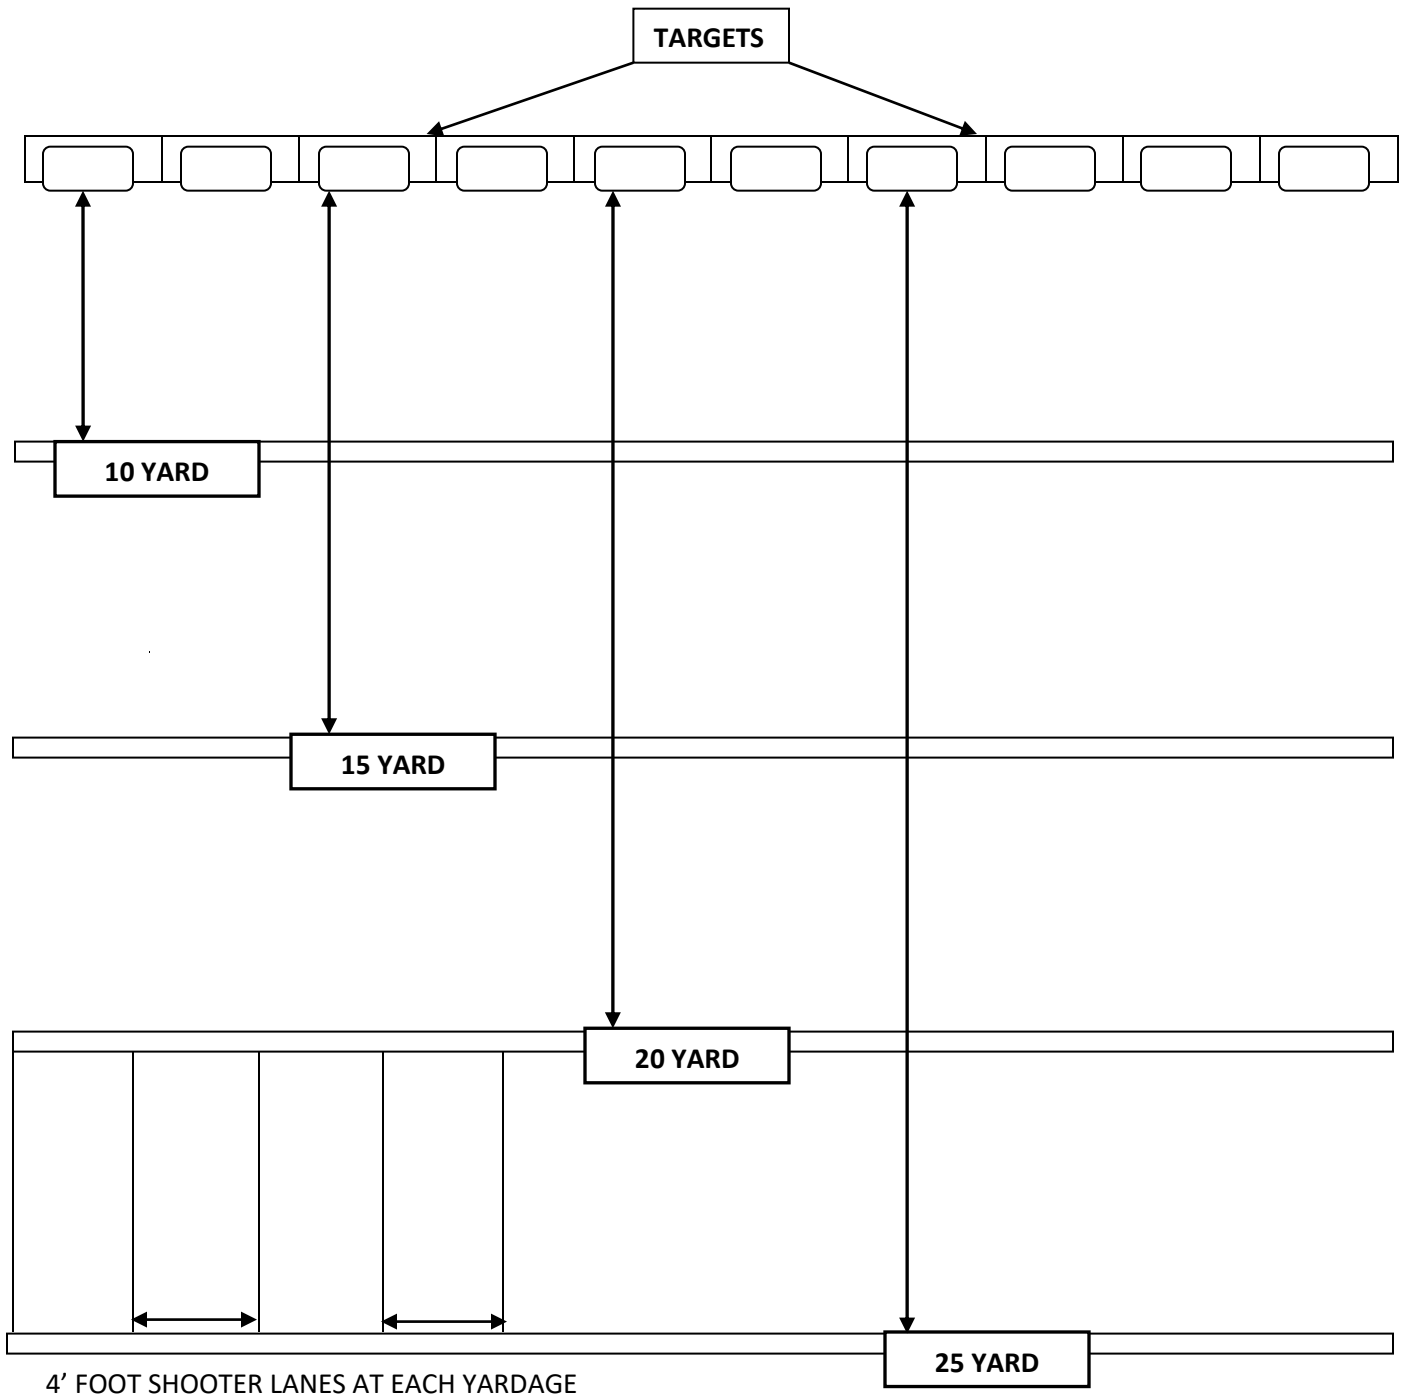 TARGETS
10 YARD
15 YARD
20 YARD
25 YARD
4’ FOOT SHOOTER LANES AT EACH YARDAGE